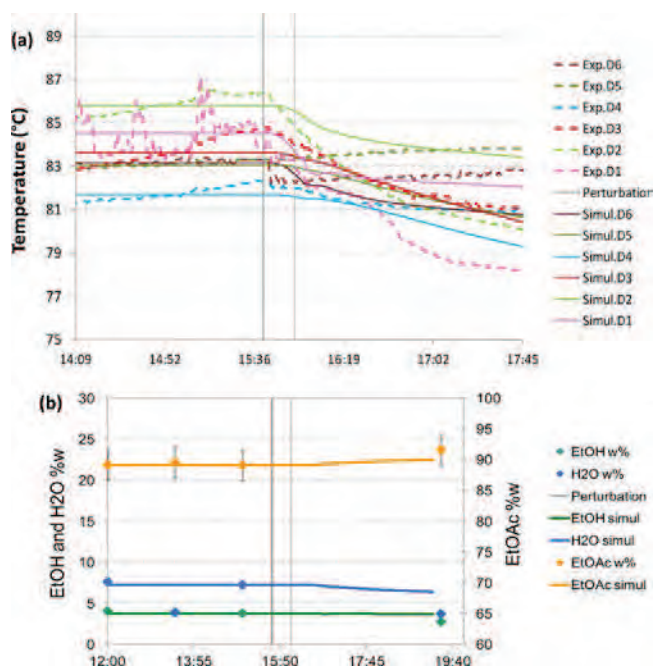 (a)
Temperature (°C)
89
87
85
83
81
79
77
75
14:09
14:52
15:36
16:19
17:02
17:45
Exp.D6
Exp.D5
Exp.D4
Exp.D3
Exp.D2
Exp.D1
Perturbation
Simul.D6
Simul.D5
Simul.D4
Simul.D3
Simul.D2
Simul.D1
(b)
EtOH and H2O %w
30
25
20
15
10
5
0
12:00
13:55
15:50
17:45
19:40
100
95
90
85
80
75
70
65
60
EtOAc %w
EtOH w%
H2O w%
Perturbation
EtOH simul
H2O simul
EtOAc w%
EtOAc simul